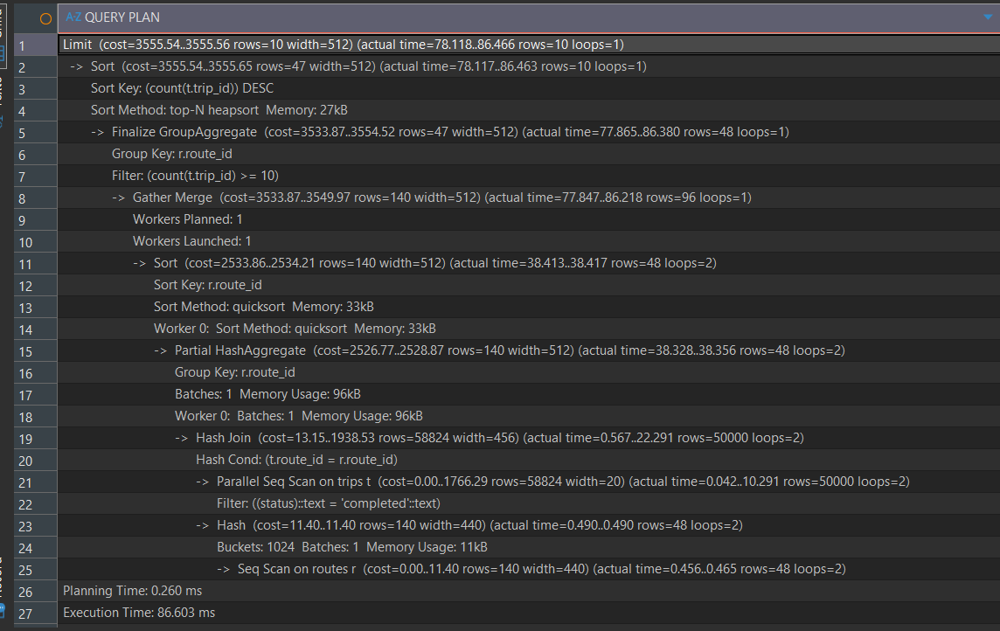 A-Z QUERY PLAN
1 Limit (cost=3555.54..3555.56 rows=10 width=512) (actual time=78.118..86.466 rows=10 loops=1)
2 -> Sort (cost=3555.54..3555.65 rows=47 width=512) (actual time=78.117..86.463 rows=10 loops=1)
3 Sort Key: (count(t.trip_id)) DESC
4 Sort Method: top-N heapsort Memory: 27kB
5 -> Finalize GroupAggregate (cost=3533.87..3554.52 rows=47 width=512) (actual time=77.865..86.380 rows=48 loops=1)
6 Group Key: r.route_id
7 Filter: (count(t.trip_id) >= 10)
8 -> Gather Merge (cost=3533.87..3549.97 rows=140 width=512) (actual time=77.847..86.218 rows=96 loops=1)
9 Workers Planned: 1
10 Workers Launched: 1
11 -> Sort (cost=2533.86..2534.21 rows=140 width=512) (actual time=38.413..38.417 rows=48 loops=2)
12 Sort Key: r.route_id
13 Sort Method: quicksort Memory: 33kB
14 Worker 0: Sort Method: quicksort Memory: 33kB
15 -> Partial HashAggregate (cost=2526.77..2528.87 rows=140 width=512) (actual time=38.328..38.356 rows=48 loops=2)
16 Group Key: r.route_id
17 Batches: 1 Memory Usage: 96kB
18 Worker 0: Batches: 1 Memory Usage: 96kB
19 -> Hash Join (cost=13.15..1938.53 rows=58824 width=456) (actual time=0.567..22.291 rows=50000 loops=2)
20 Hash Cond: (t.route_id = r.route_id)
21 -> Parallel Seq Scan on trips t (cost=0.00..1766.29 rows=58824 width=20) (actual time=0.042..10.291 rows=50000 loops=2)
22 Filter: ((status)::text = 'completed'::text)
23 -> Hash (cost=11.40..11.40 rows=140 width=440) (actual time=0.490..0.490 rows=48 loops=2)
24 Buckets: 1024 Batches: 1 Memory Usage: 11kB
25 -> Seq Scan on routes r (cost=0.00..11.40 rows=140 width=440) (actual time=0.456..0.465 rows=48 loops=2)
26 Planning Time: 0.260 ms
27 Execution Time: 86.603 ms